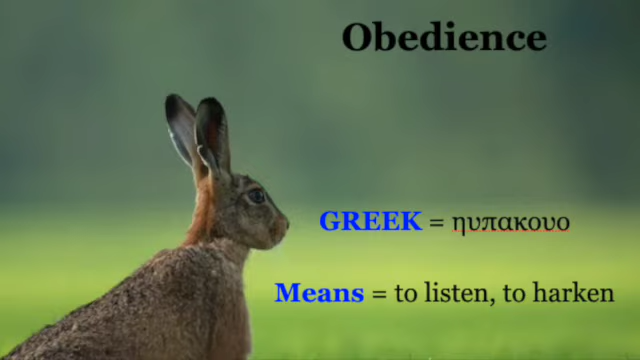 Obedience
GREEK = ηυπακουο
Means = to listen, to harken